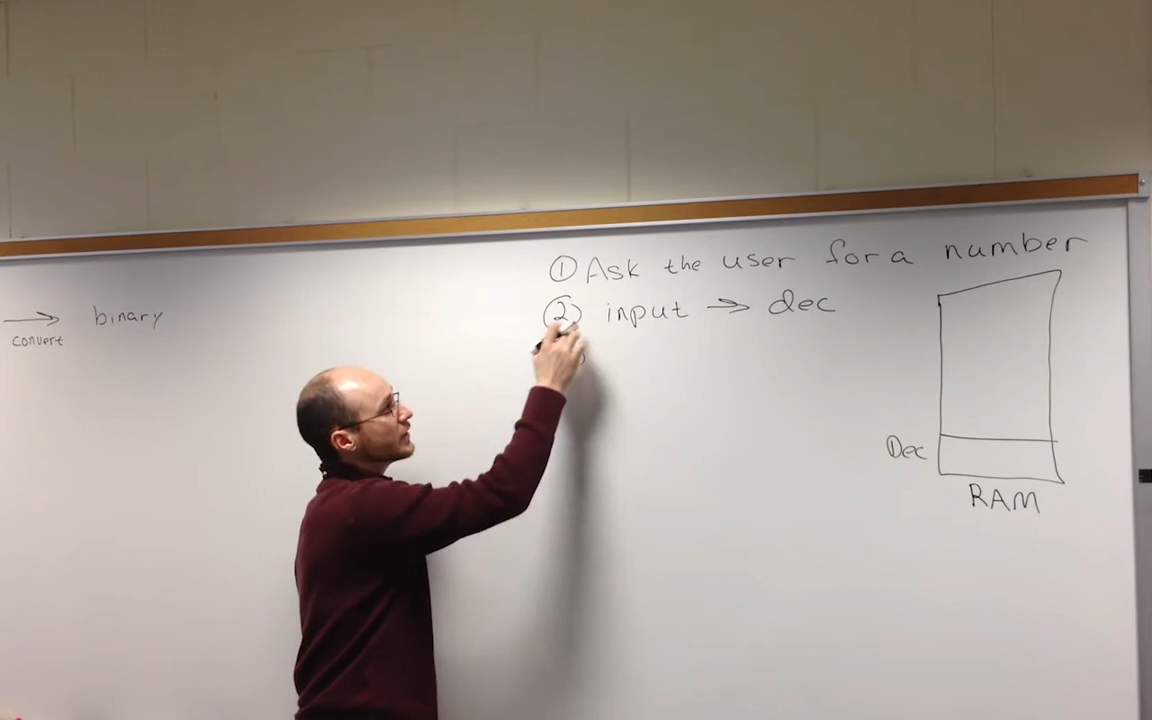 ① Ask the user for a number
② input → dec
→ binary
convert
Dec
RAM